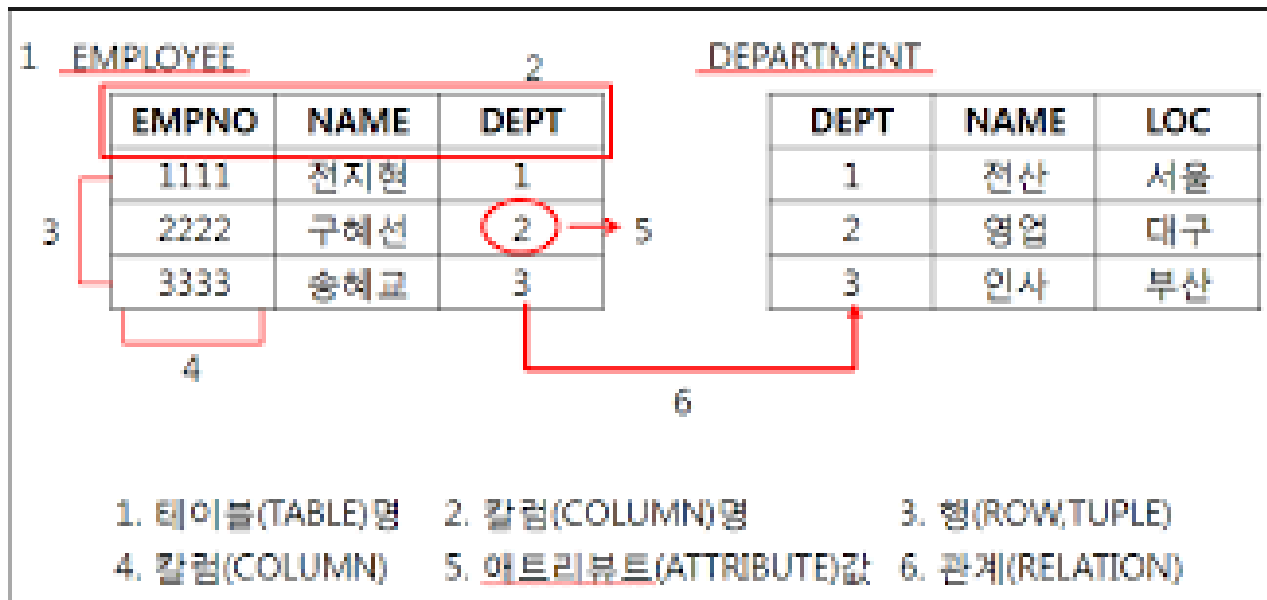 1 EMPLOYEE DEPARTMENT
2
EMPNO NAME DEPT DEPT NAME LOC
1111 전지현 1 1 전산 서울
3 2222 구혜선 2 5 2 영업 대구
3333 송혜교 3 3 인사 부산
4
6
1. 테이블(TABLE)명 2. 칼럼(COLUMN)명 3. 행(ROW,TUPLE)
4. 칼럼(COLUMN) 5. 애트리뷰트(ATTRIBUTE)값 6. 관계(RELATION)